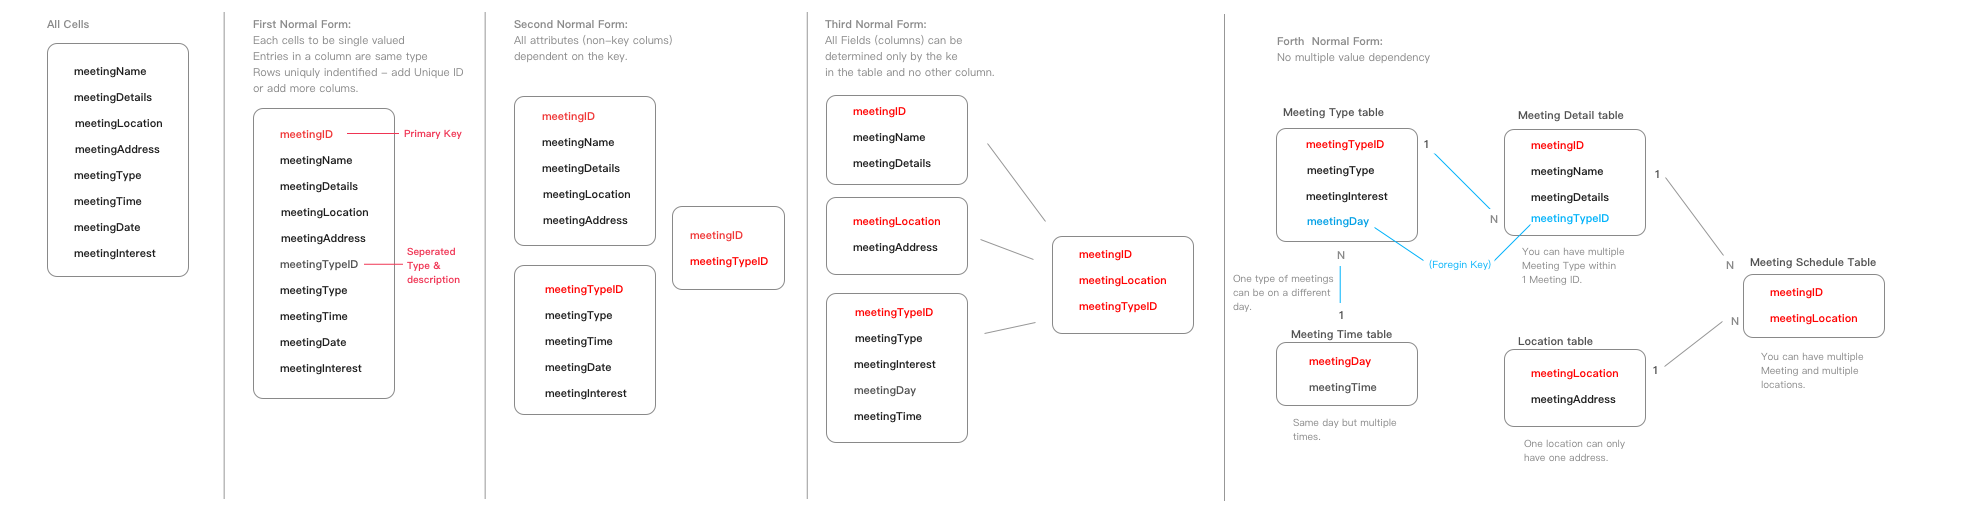 All Cells
meetingName
meetingDetails
meetingLocation
meetingAddress
meetingType
meetingTime
meetingDate
meetingInterest
First Normal Form:
Each cells to be single valued
Entries in a column are same type
Rows uniquly indentified - add Unique ID
or add more colums.
meetingID
Primary Key
meetingName
meetingDetails
meetingLocation
meetingAddress
meetingTypeID
Seperated
Type &
description
meetingType
meetingTime
meetingDate
meetingInterest
Second Normal Form:
All attributes (non-key colums)
dependent on the key.
meetingID
meetingName
meetingDetails
meetingLocation
meetingAddress
meetingID
meetingTypeID
meetingTypeID
meetingType
meetingTime
meetingDate
meetingInterest
Third Normal Form:
All Fields (columns) can be
determined only by the ke
in the table and no other column.
meetingID
meetingName
meetingDetails
meetingLocation
meetingAddress
meetingTypeID
meetingType
meetingInterest
meetingDay
meetingTime
meetingID
meetingLocation
meetingTypeID
Forth  Normal Form:
No multiple value dependency
Meeting Type table
meetingTypeID
meetingType
meetingInterest
meetingDay
1
N
N
One type of meetings
can be on a different
day.
1
Meeting Time table
meetingDay
meetingTime
Same day but multiple
times.
(Foregin Key)
Meeting Detail table
meetingID
meetingName
meetingDetails
meetingTypeID
You can have multiple
Meeting Type within
1 Meeting ID.
1
N
Location table
meetingLocation
meetingAddress
One location can only
have one address.
1
N
Meeting Schedule Table
meetingID
meetingLocation
You can have multiple
Meeting and multiple
locations.